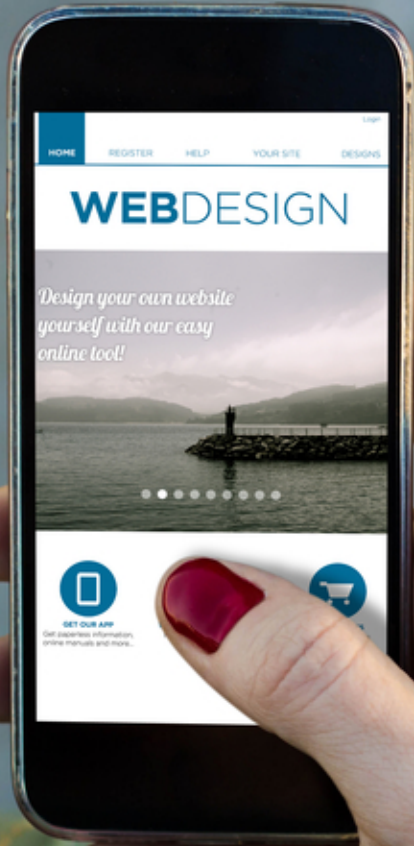 Login
HOME REGISTER HELP YOUR SITE DESIGNS
WEBDESIGN
Design your own website
yourself with our easy
online tool!
GET OUR APP
Get paperless information,
online manuals and more...